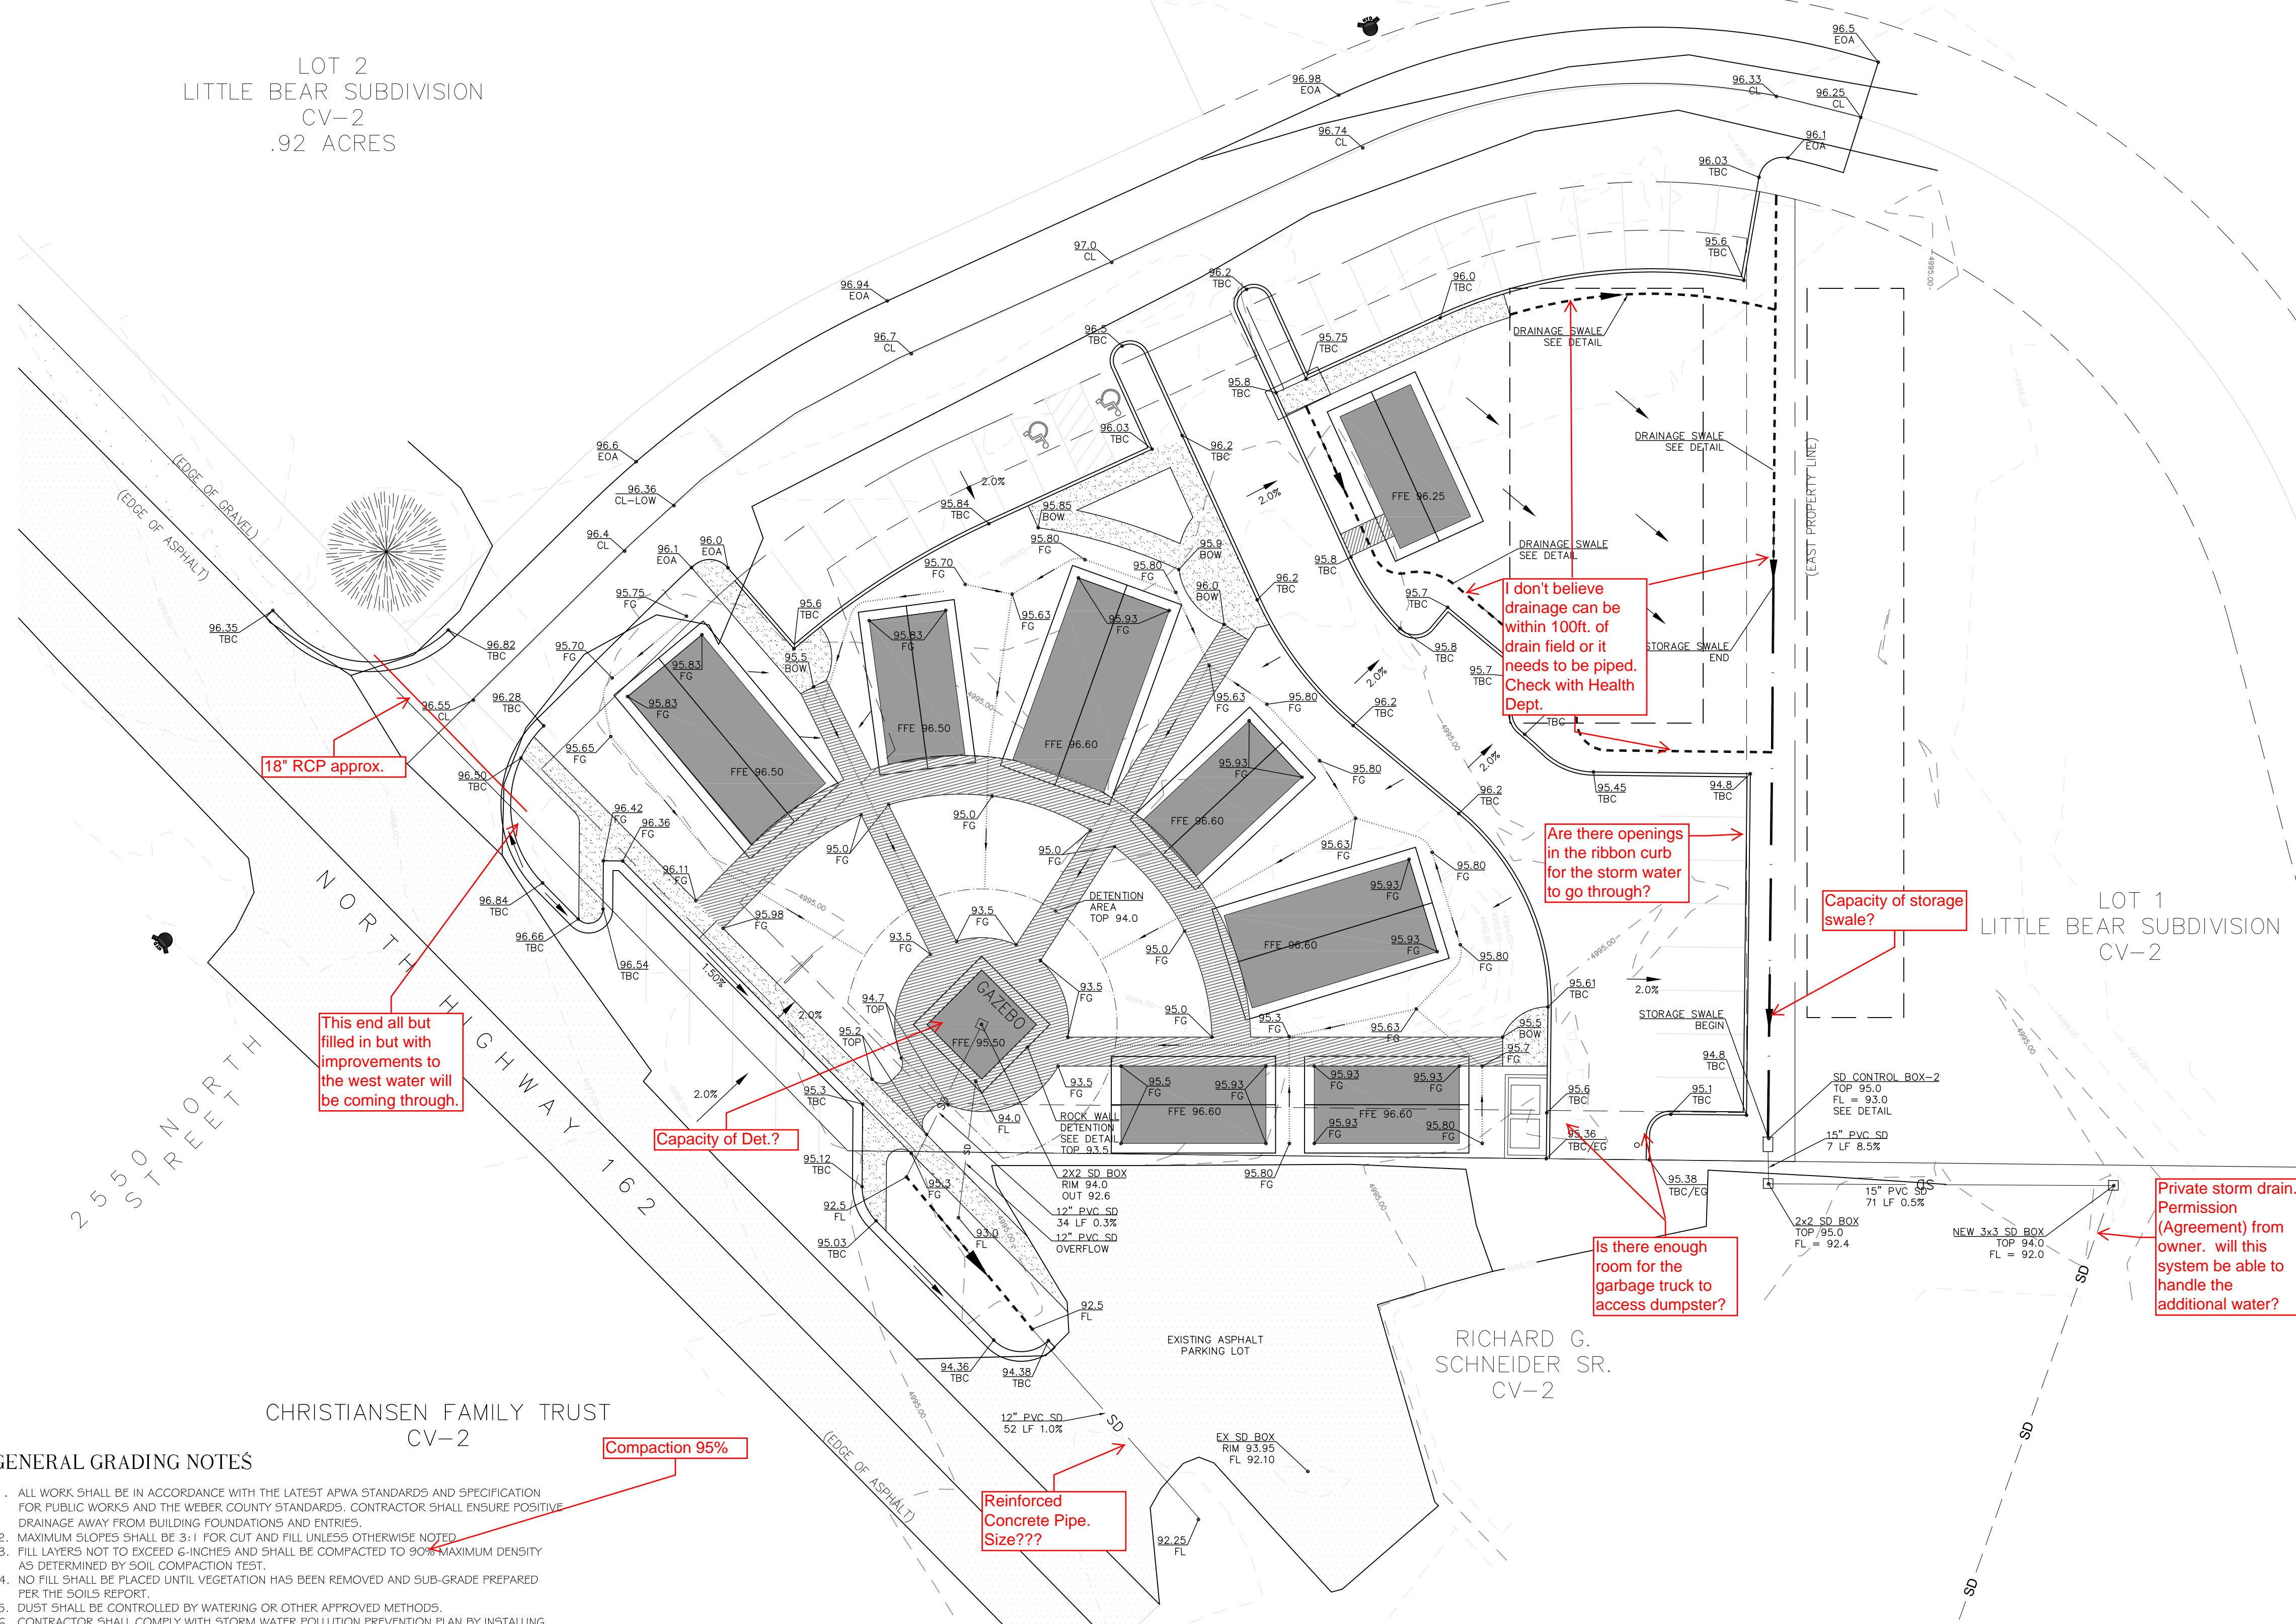 LOT 2
LITTLE BEAR SUBDIVISION
CV-2
.92 ACRES
96.5
EOA
96.98
EOA
96.33
CL
96.25
CL
96.74
CL
96.1
EOA
96.03
TBC
97.0
CL
96.94
EOA
96.2
TBC
96.0
TBC
95.6
TBC
4995.00
96.7
CL
96.5
TBC
95.75
TBC
DRAINAGE SWALE
SEE DETAIL
95.8
TBC
96.03
TBC
96.2
TBC
DRAINAGE SWALE
SEE DETAIL
(EAST PROPERTY LINE)
96.6
EOA
96.36
CL-LOW
2.0%
2.0%
FFE 96.25
(EDGE OF GRAVEL)
(EDGE OF ASPHALT)
95.84
TBC
95.85
BOW
96.4
CL
96.1
EOA
96.0
EOA
95.80
FG
95.9
BOW
95.8
TBC
DRAINAGE SWALE
SEE DETAIL
95.70
FG
95.80
FG
96.0
BOW
96.2
TBC
95.7
TBC
I don't believe
drainage can be
within 100ft. of
drain field or it
needs to be piped.
Check with Health
Dept.
95.75
FG
95.6
TBC
95.63
FG
95.93
FG
96.35
TBC
96.82
TBC
95.70
FG
95.83
FG
95.5
BOW
95.83
FG
95.8
TBC
STORAGE SWALE
END
95.7
TBC
2.0%
96.55
CL
96.28
TBC
95.83
FG
4995.00
95.63
FG
95.80
FG
96.2
TBC
TBC
18" RCP approx.
95.65
FG
FFE 96.50
FFE 96.50
FFE 96.60
4995.00
2.0%
96.50
TBC
95.93
FG
95.80
FG
95.45
TBC
94.8
TBC
96.42
FG
96.36
FG
95.0
FG
FFE 96.60
96.2
TBC
95.0
FG
95.0
FG
95.63
FG
Are there openings
in the ribbon curb
for the storm water
to go through?
96.11
FG
95.80
FG
95.93
FG
Capacity of storage
swale?
LOT 1
LITTLE BEAR SUBDIVISION
CV-2
96.84
TBC
4995.00
95.98
FG
93.5
FG
DETENTION
AREA
TOP 94.0
96.66
TBC
93.5
FG
95.0
FG
FFE 96.60
95.93
FG
95.80
FG
4995.00
96.54
TBC
1.50%
2.0%
2.0%
94.7
TOP
GAZEBO
93.5
FG
95.61
TBC
This end all but
filled in but with
improvements to
the west water will
be coming through.
95.2
TOP
FFE 95.50
95.0
FG
95.3
FG
95.63
FG
95.5
BOW
STORAGE SWALE
BEGIN
4995.00
NORTH HIGHWAY 162
2550 NORTH
STREET
2.0%
95.7
FG
94.8
TBC
95.3
TBC
93.5
FG
95.5
FG
95.93
FG
95.93
FG
95.93
FG
95.6
TBC
95.1
TBC
SD CONTROL BOX-2
TOP 95.0
FL = 93.0
SEE DETAIL
SD
94.0
FL
ROCK WALL
DETENTION
SEE DETAIL
TOP 93.5
FFE 96.60
FFE 96.60
95.93
FG
95.80
FG
Capacity of Det.?
95.36
TBC/EG
15" PVC SD
7 LF 8.5%
95.12
TBC
SD
95.3
FG
2X2 SD BOX
RIM 94.0
OUT 92.6
95.80
FG
95.38
TBC/EG
15" PVC SD
71 LF 0.5%
SD
92.5
FL
12" PVC SD
34 LF 0.3%
12" PVC SD
OVERFLOW
4995.00
4995.00
Private storm drain.
Permission
(Agreement) from
owner. will this
system be able to
handle the
additional water?
95.03
TBC
93.0
FL
2x2 SD BOX
TOP 95.0
FL = 92.4
NEW 3x3 SD BOX
TOP 94.0
FL = 92.0
Is there enough
room for the
garbage truck to
access dumpster?
SD
92.5
FL
EXISTING ASPHALT
PARKING LOT
RICHARD G.
SCHNEIDER SR.
CV-2
94.36
TBC
94.38
TBC
4995.00
CHRISTIANSEN FAMILY TRUST
CV-2
12" PVC SD
52 LF 1.0%
SD
SD
Compaction 95%
(EDGE OF ASPHALT)
EX SD BOX
RIM 93.95
FL 92.10
GENERAL GRADING NOTES
Reinforced
Concrete Pipe.
Size???
92.25
FL
SD
. ALL WORK SHALL BE IN ACCORDANCE WITH THE LATEST APWA STANDARDS AND SPECIFICATION
FOR PUBLIC WORKS AND THE WEBER COUNTY STANDARDS. CONTRACTOR SHALL ENSURE POSITIVE
DRAINAGE AWAY FROM BUILDING FOUNDATIONS AND ENTRIES.
2. MAXIMUM SLOPES SHALL BE 3:1 FOR CUT AND FILL UNLESS OTHERWISE NOTED.
3. FILL LAYERS NOT TO EXCEED 6-INCHES AND SHALL BE COMPACTED TO 90% MAXIMUM DENSITY
AS DETERMINED BY SOIL COMPACTION TEST.
4. NO FILL SHALL BE PLACED UNTIL VEGETATION HAS BEEN REMOVED AND SUB-GRADE PREPARED
PER THE SOILS REPORT.
5. DUST SHALL BE CONTROLLED BY WATERING OR OTHER APPROVED METHODS.
6. CONTRACTOR SHALL COMPLY WITH STORM WATER POLLUTION PREVENTION PLAN BY INSTALLING